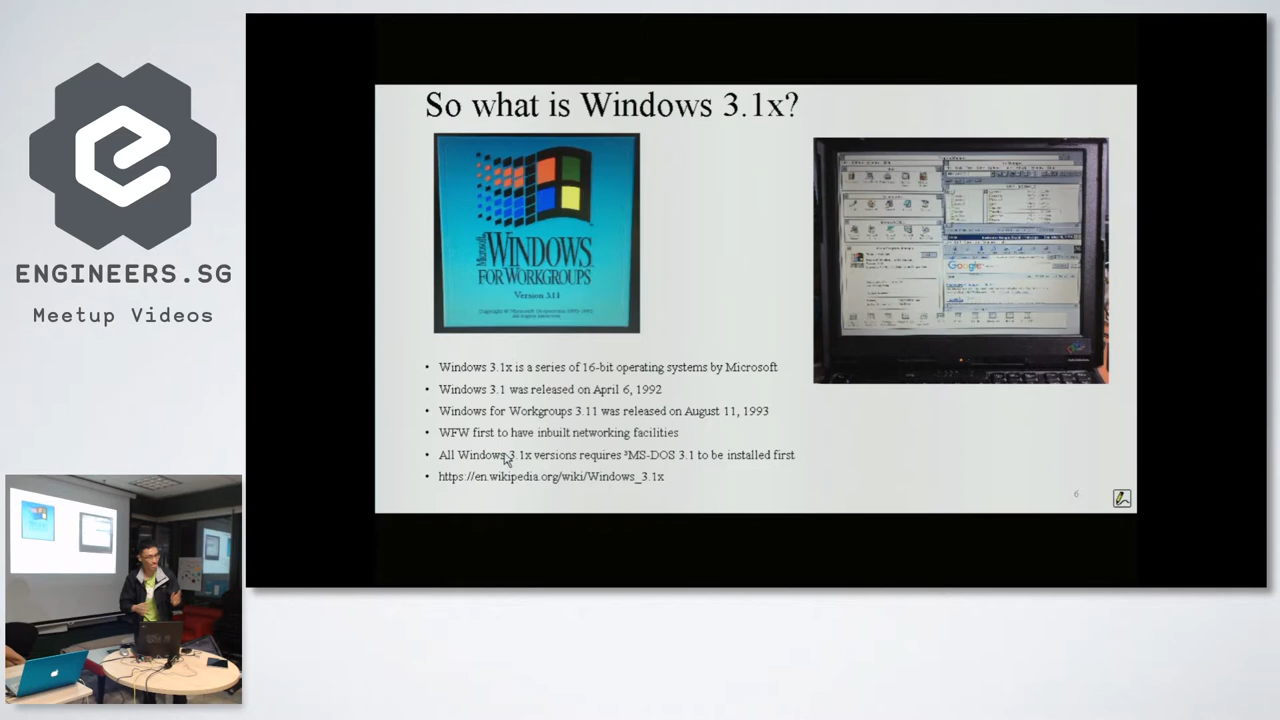 ENGINEERS.SG
Meetup Videos
So what is Windows 3.1x?
Microsoft
WINDOWS
FOR WORKGROUPS
Version 3.11
Google
• Windows 3.1x is a series of 16-bit operating systems by Microsoft
• Windows 3.1 was released on April 6, 1992
• Windows for Workgroups 3.11 was released on August 11, 1993
• WFW first to have inbuilt networking facilities
• All Windows 3.1x versions requires ³MS-DOS 3.1 to be installed first
• https://en.wikipedia.org/wiki/Windows_3.1x
6